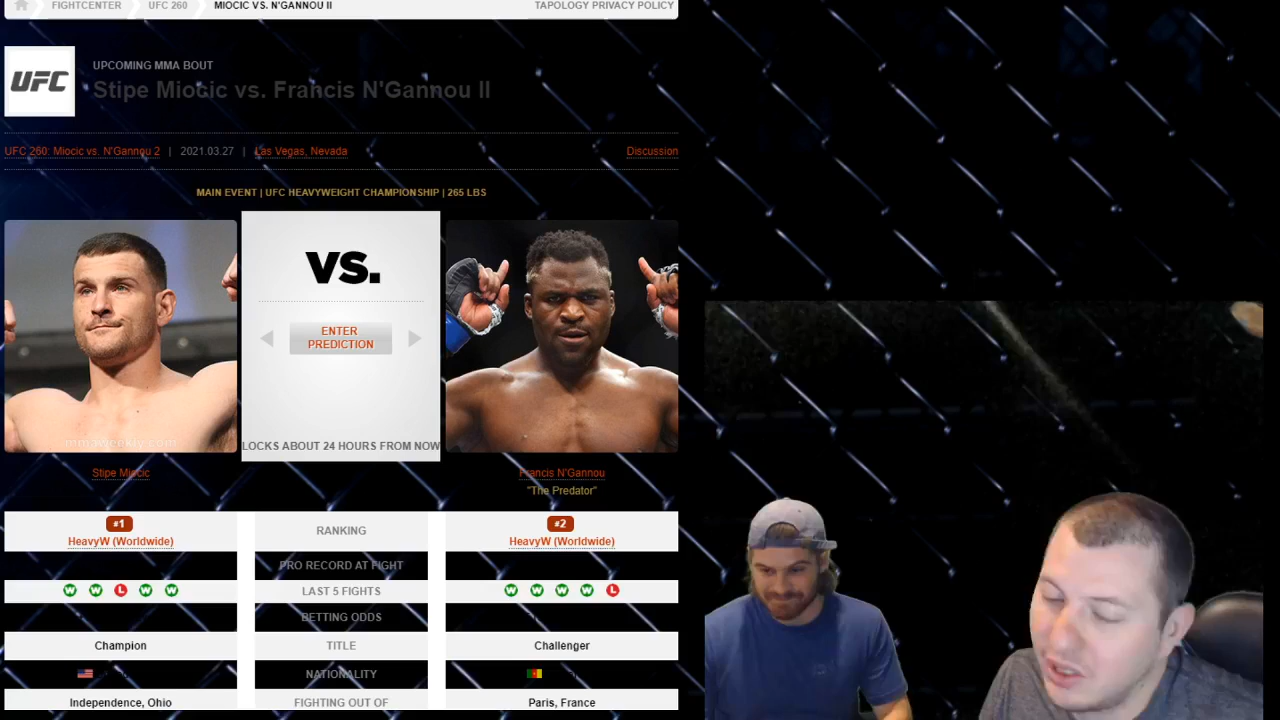 FIGHTCENTER
UFC 260
MIOCIC VS. N'GANNOU II
TAPOLOGY PRIVACY POLICY
UFC
UPCOMING MMA BOUT
Stipe Miocic vs. Francis N'Gannou II
UFC 260: Miocic vs. N'Gannou 2 | 2021.03.27 | Las Vegas, Nevada
Discussion
MAIN EVENT | UFC HEAVYWEIGHT CHAMPIONSHIP | 265 LBS
VS.
ENTER
PREDICTION
LOCKS ABOUT 24 HOURS FROM NOW
mmaweekly.com
Stipe Miocic
Francis N'Gannou
"The Predator"
#1
RANKING
#2
HeavyW (Worldwide)
HeavyW (Worldwide)
PRO RECORD AT FIGHT
W W L W W
LAST 5 FIGHTS
W W W W L
BETTING ODDS
Champion
TITLE
Challenger
NATIONALITY
Independence, Ohio
FIGHTING OUT OF
Paris, France